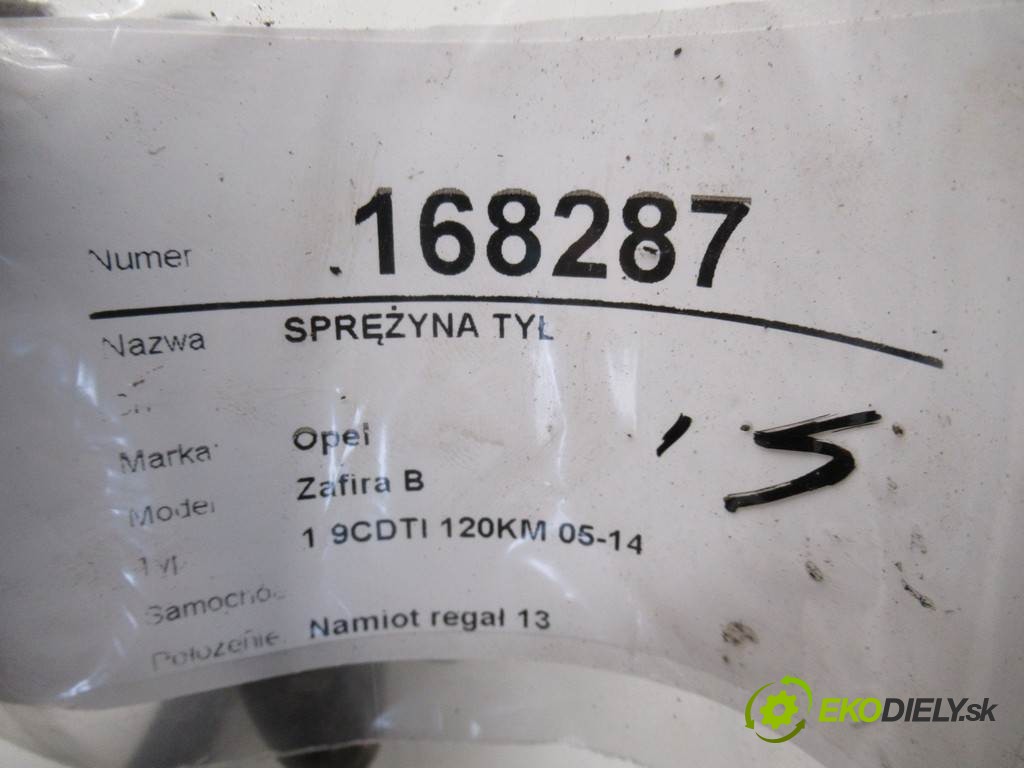 Numer 168287
Nazwa SPRĘŻYNA TYŁ
Marka: Opel
Model Zafira B
Typ 1 9CDTI 120KM 05-14
Położenie: Namiot regał 13
'5
EKODIELY.sk